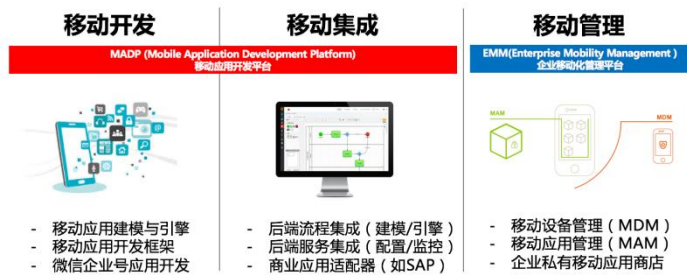 移动开发
移动集成
移动管理
MADP (Mobile Application Development Platform)
移动应用开发平台
EMM(Enterprise Mobility Management )
企业移动化管理平台
MAM
MDM
- 移动应用建模与引擎
- 移动应用开发框架
- 微信企业号应用开发
- 后端流程集成（建模/引擎）
- 后端服务集成（配置/监控）
- 商业应用适配器（如SAP）
- 移动设备管理（MDM）
- 移动应用管理（MAM）
- 企业私有移动应用商店